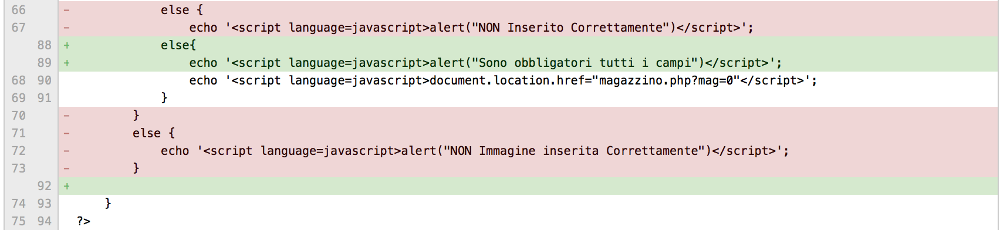 66 - else {
67 - echo '<script language=javascript>alert("NON Inserito Correttamente")</script>';
88 + else{
89 + echo '<script language=javascript>alert("Sono obbligatori tutti i campi")</script>';
68 90 echo '<script language=javascript>document.location.href="magazzino.php?mag=0"</script>';
69 91 }
70 - }
71 - else {
72 - echo '<script language=javascript>alert("NON Immagine inserita Correttamente")</script>';
73 - }
92 +
74 93 }
75 94 ?>